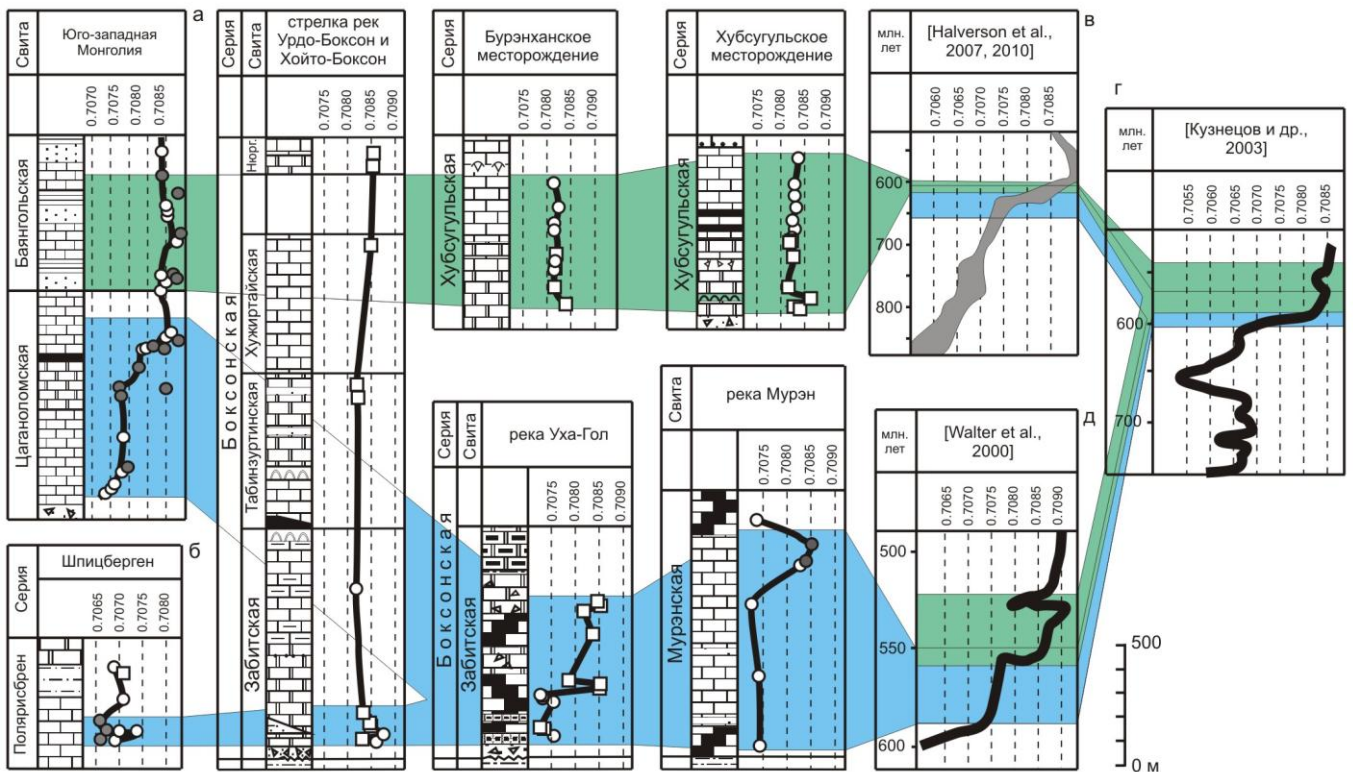 а
Свита
Юго-западная
Монголия
0.7070
0.7075
0.7080
0.7085
Баянгольская
Цаганоломская
б
Серия
Шпицберген
0.7065
0.7070
0.7075
0.7080
Полярисбрен
Серия
Свита
стрелка рек
Урдо-Боксон и
Хойто-Боксон
0.7075
0.7080
0.7085
0.7090
Боксонская
Нюрг.
Хужиртайская
Табинзуртинская
Забитская
Серия
Бурэнханское
месторождение
0.7075
0.7080
0.7085
0.7090
Хубсугульская
Серия
Хубсугульское
месторождение
0.7075
0.7080
0.7085
0.7090
Хубсугульская
Серия
Свита
река Уха-Гол
0.7075
0.7080
0.7085
0.7090
Боксонская
Забитская
Свита
река Мурэн
0.7075
0.7080
0.7085
0.7090
Мурэнская
в
млн.
лет
[Halverson et al.,
2007, 2010]
0.7060
0.7065
0.7070
0.7075
0.7080
0.7085
600
700
800
г
млн.
лет
[Кузнецов и др.,
2003]
0.7055
0.7060
0.7065
0.7070
0.7075
0.7080
0.7085
600
700
д
млн.
лет
[Walter et al.,
2000]
0.7065
0.7070
0.7075
0.7080
0.7085
0.7090
500
550
600
500
0 м